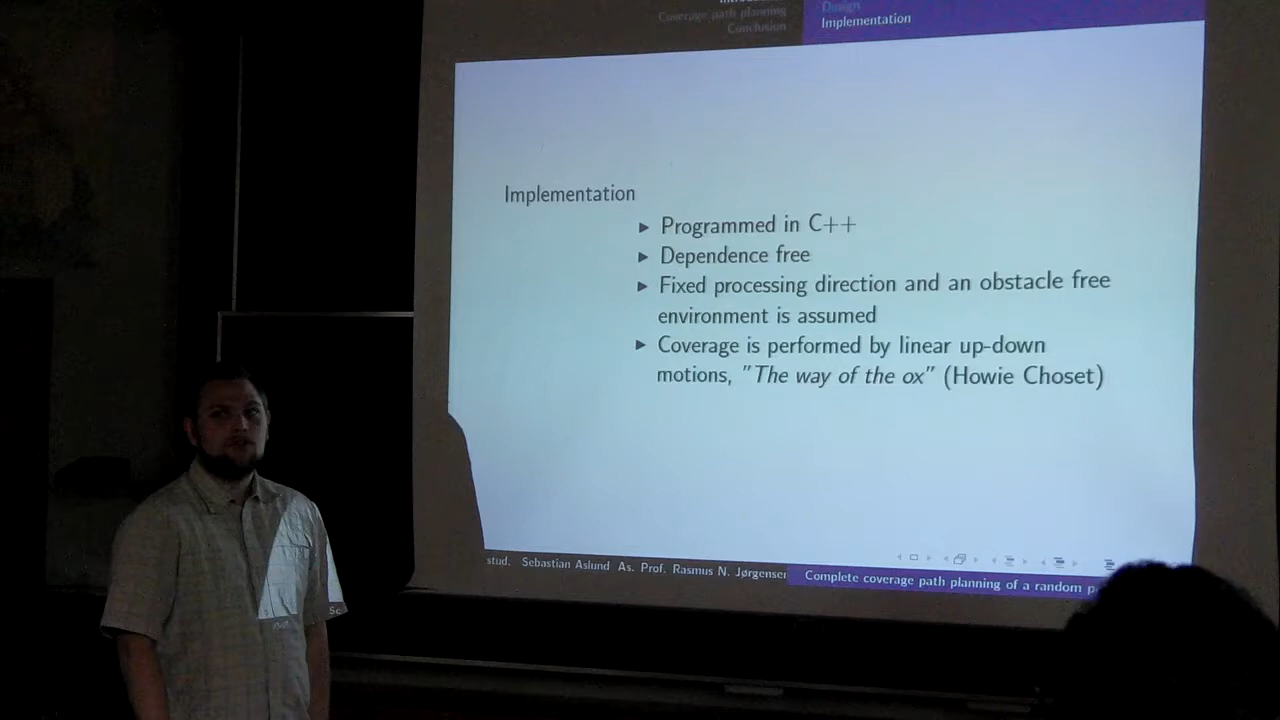 Coverage path planning
Conclusion
Design
Implementation
Implementation
Programmed in C++
Dependence free
Fixed processing direction and an obstacle free
environment is assumed
Coverage is performed by linear up-down
motions, "The way of the ox" (Howie Choset)
stud. Sebastian Aslund As. Prof. Rasmus N. Jørgensen
Complete coverage path planning of a random
Sc